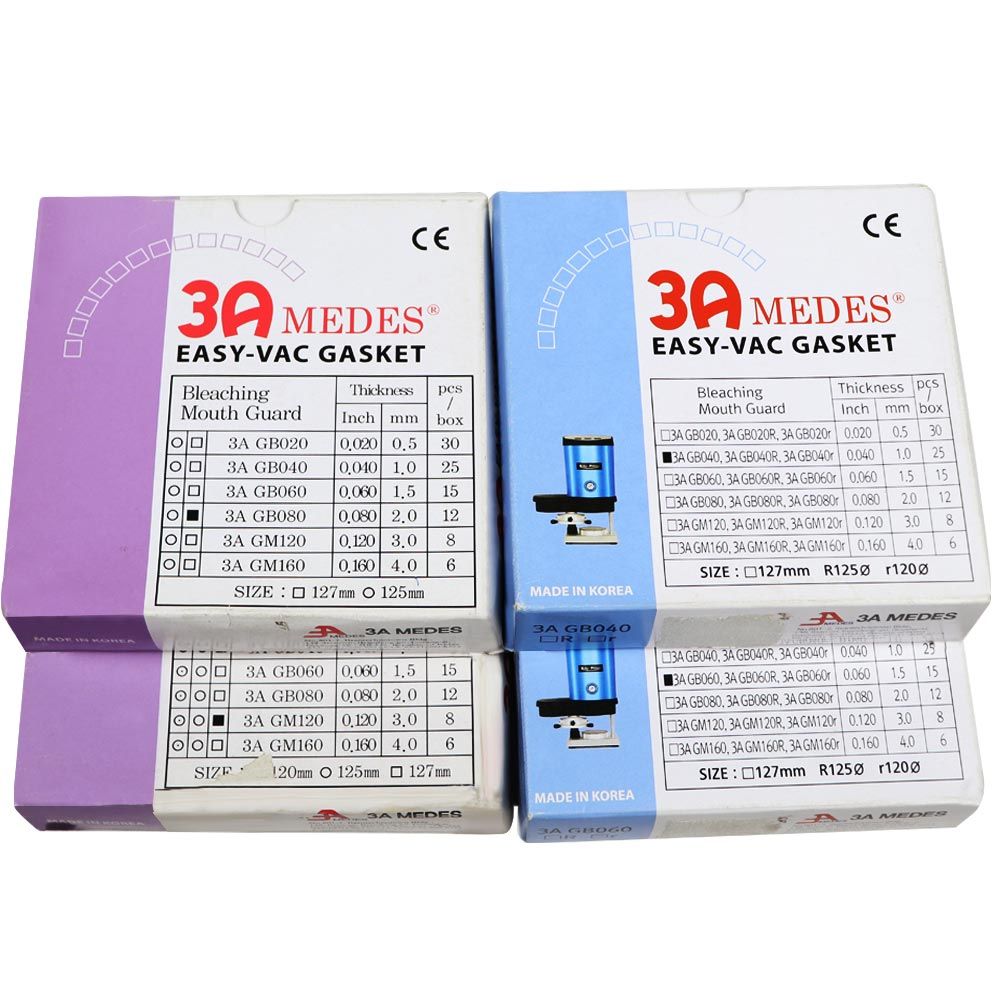 CE
3A MEDES®
EASY-VAC GASKET
Bleaching Mouth Guard Thickness pcs / box
Inch mm
○ □ 3A GB020 0.020 0.5 30
○ □ 3A GB040 0.040 1.0 25
○ □ 3A GB060 0.060 1.5 15
○ ■ 3A GB080 0.080 2.0 12
○ □ 3A GM120 0.120 3.0 8
○ □ 3A GM160 0.160 4.0 6
SIZE : □ 127mm ○ 125mm
MADE IN KOREA
3A MEDES 3A MEDES
CE
3A MEDES®
EASY-VAC GASKET
Bleaching Mouth Guard Thickness pcs / box
Inch mm
□3A GB020, 3A GB020R, 3A GB020r 0.020 0.5 30
■3A GB040, 3A GB040R, 3A GB040r 0.040 1.0 25
□3A GB060, 3A GB060R, 3A GB060r 0.060 1.5 15
□3A GB080, 3A GB080R, 3A GB080r 0.080 2.0 12
□3A GM120, 3A GM120R, 3A GM120r 0.120 3.0 8
□3A GM160, 3A GM160R, 3A GM160r 0.160 4.0 6
SIZE : □127mm R125Ø r120Ø
MADE IN KOREA
3A GB040
□R □r
3A MEDES 3A MEDES
○ ○ □ 3A GB060 0.060 1.5 15
○ ○ □ 3A GB080 0.080 2.0 12
○ ○ ■ 3A GM120 0.120 3.0 8
○ ○ □ 3A GM160 0.160 4.0 6
SIZE 120mm ○ 125mm □ 127mm
MADE IN KOREA
3A MEDES 3A MEDES
□3A GB040, 3A GB040R, 3A GB040r 0.040 1.0 25
■3A GB060, 3A GB060R, 3A GB060r 0.060 1.5 15
□3A GB080, 3A GB080R, 3A GB080r 0.080 2.0 12
□3A GM120, 3A GM120R, 3A GM120r 0.120 3.0 8
□3A GM160, 3A GM160R, 3A GM160r 0.160 4.0 6
SIZE : □127mm R125Ø r120Ø
MADE IN KOREA
3A GB060
□R □r
3A MEDES 3A MEDES